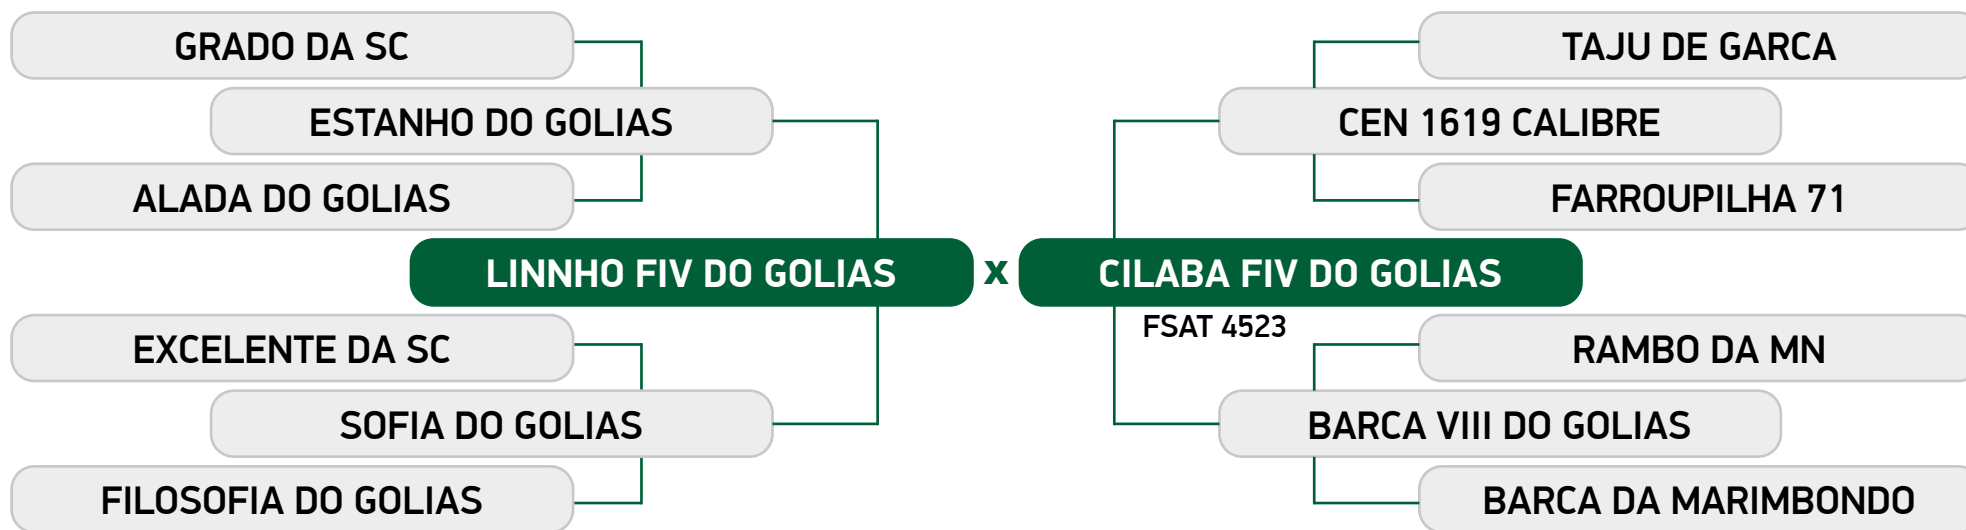 GRADO DA SC
ESTANHO DO GOLIAS
ALADA DO GOLIAS
LINNHO FIV DO GOLIAS
EXCELENTE DA SC
SOFIA DO GOLIAS
FILOSOFIA DO GOLIAS
x
TAJU DE GARCA
CEN 1619 CALIBRE
FARROUPILHA 71
CILABA FIV DO GOLIAS
FSAT 4523
RAMBO DA MN
BARCA VIII DO GOLIAS
BARCA DA MARIMBONDO